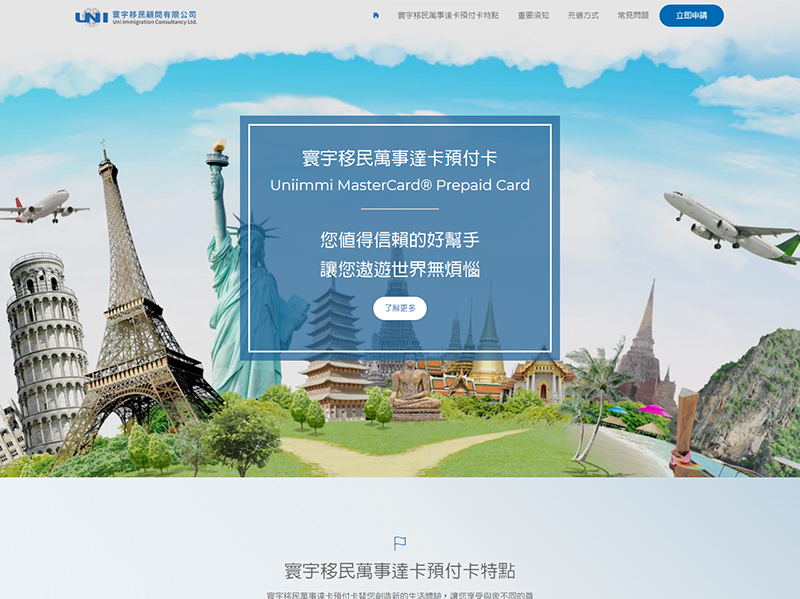 UNI 寰宇移民顧問有限公司
Uni Immigration Consultancy Ltd.
寰宇移民萬事達卡預付卡特點 重要須知 充值方式 常見問題 立即申請
寰宇移民萬事達卡預付卡
Uniimmi MasterCard® Prepaid Card
您值得信賴的好幫手
讓您遨遊世界無煩惱
了解更多
寰宇移民萬事達卡預付卡特點
寰宇移民萬事達卡預付卡替您創造新的生活體驗，讓您享受與眾不同的尊